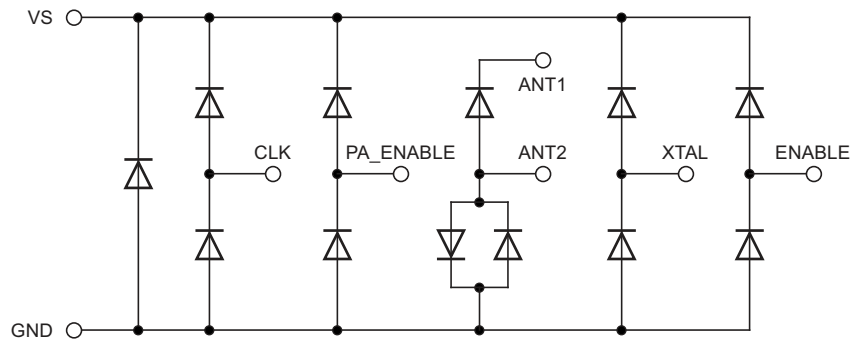 VS
ANT1
CLK
PA_ENABLE
ANT2
XTAL
ENABLE
GND